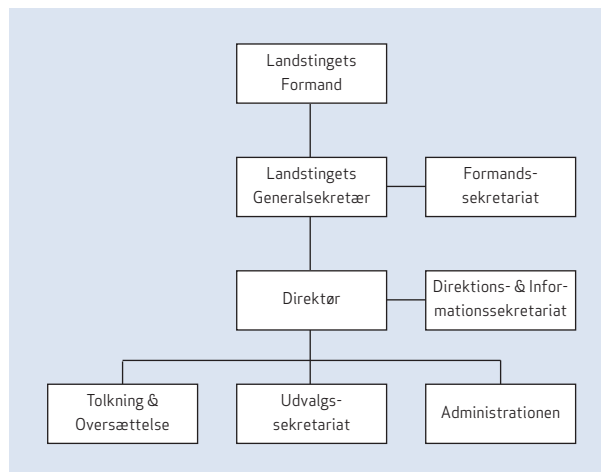 Landstingets
Formand
Landstingets
Generalsekretær
Formands-
sekretariat
Direktør
Direktions- & Infor-
mationssekretariat
Tolkning &
Oversættelse
Udvalgs-
sekretariat
Administrationen